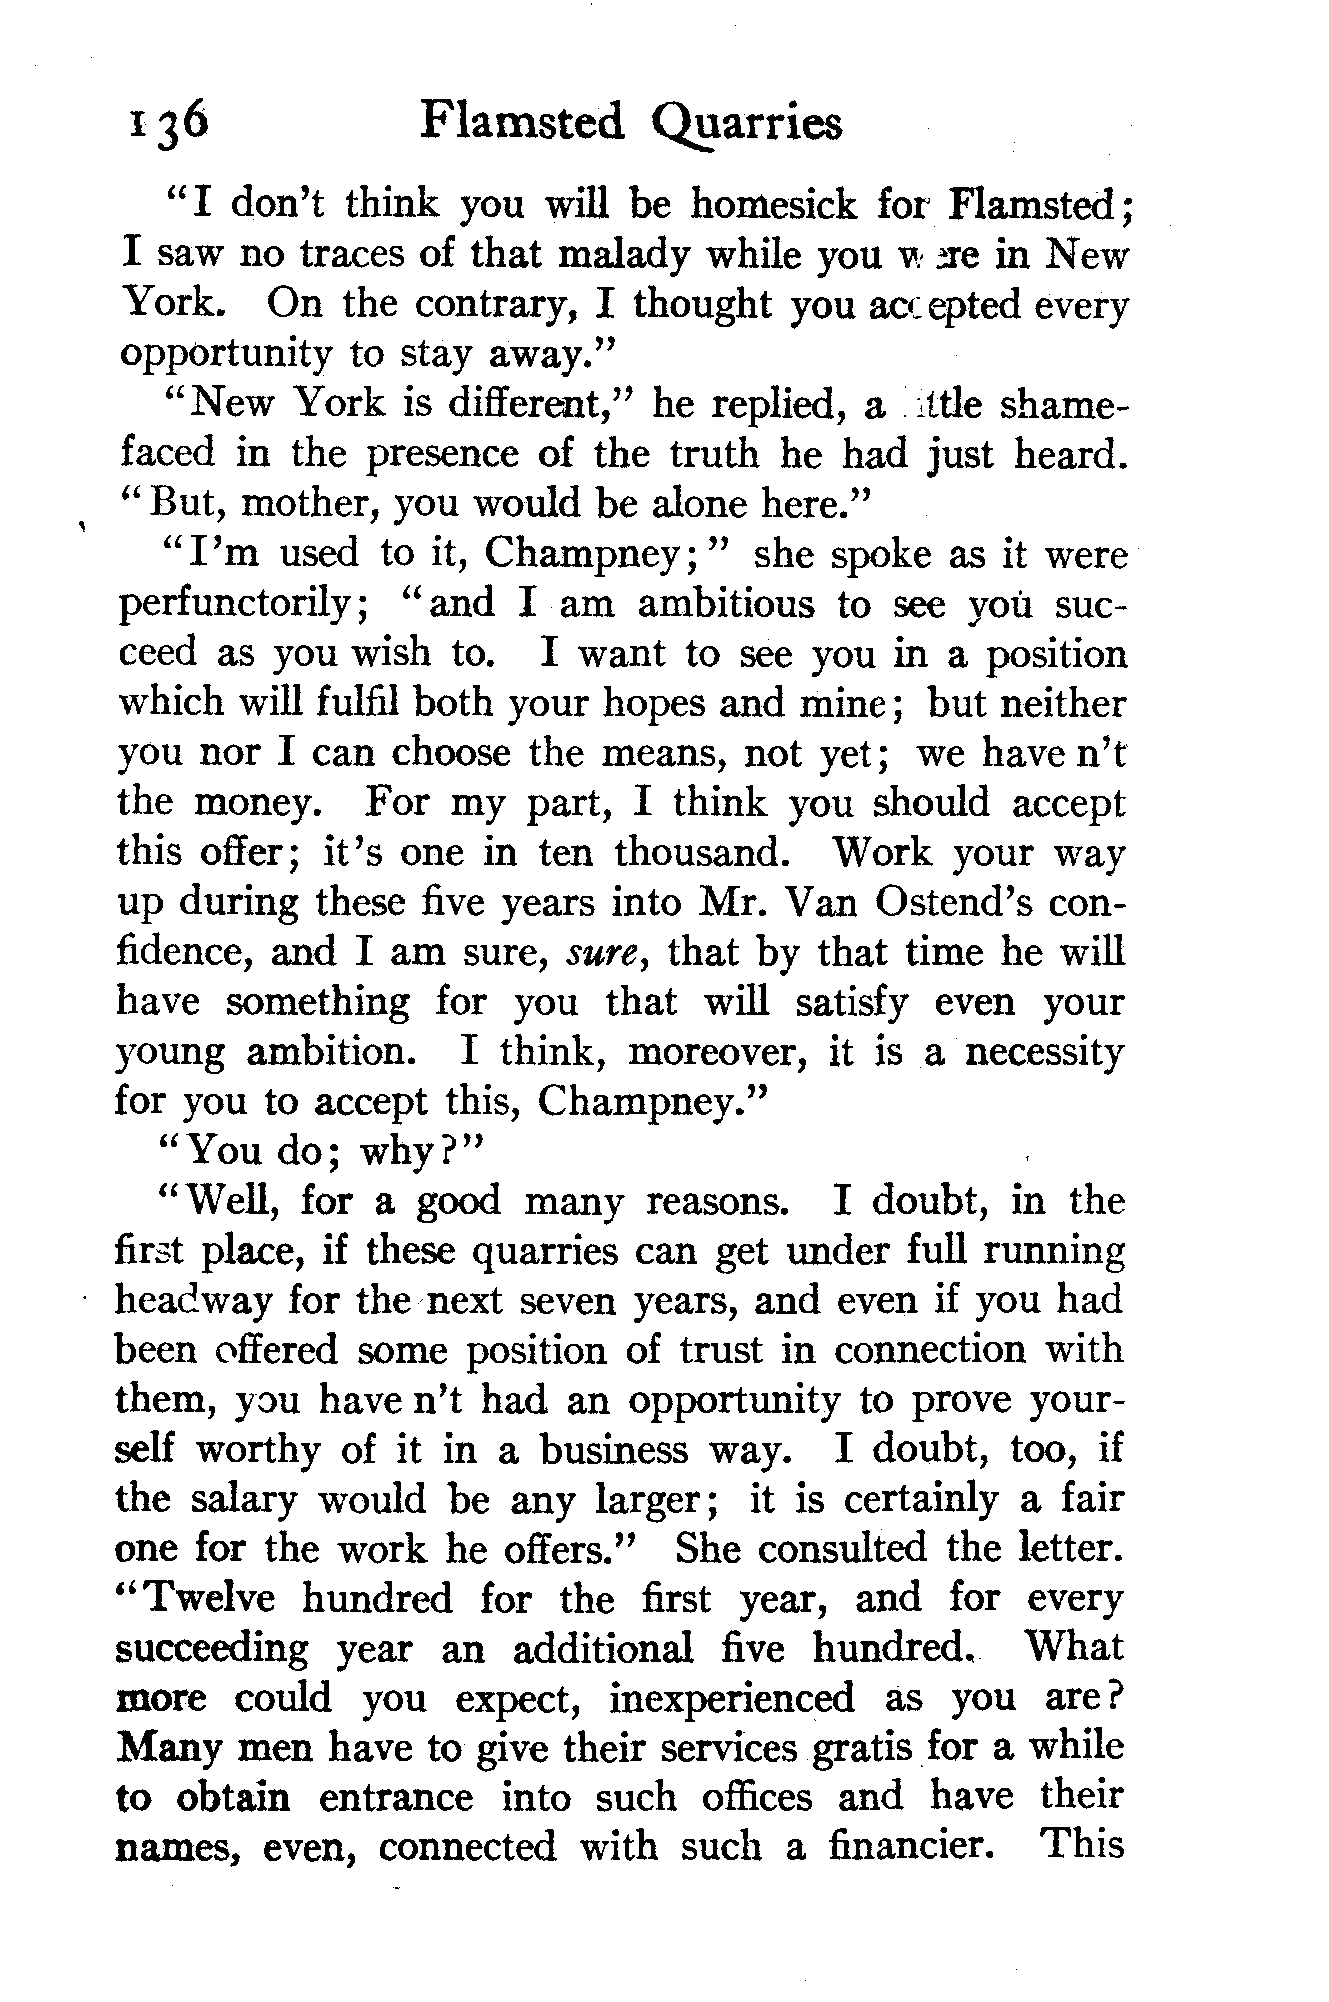 136 Flamsted Quarries
"I don't think you will be homesick for Flamsted;
I saw no traces of that malady while you were in New
York. On the contrary, I thought you accepted every
opportunity to stay away."
"New York is different," he replied, a little shame-
faced in the presence of the truth he had just heard.
"But, mother, you would be alone here."
"I'm used to it, Champney;" she spoke as it were
perfunctorily; "and I am ambitious to see you suc-
ceed as you wish to. I want to see you in a position
which will fulfil both your hopes and mine; but neither
you nor I can choose the means, not yet; we have n't
the money. For my part, I think you should accept
this offer; it's one in ten thousand. Work your way
up during these five years into Mr. Van Ostend's con-
fidence, and I am sure, sure, that by that time he will
have something for you that will satisfy even your
young ambition. I think, moreover, it is a necessity
for you to accept this, Champney."
"You do; why?"
"Well, for a good many reasons. I doubt, in the
first place, if these quarries can get under full running
headway for the next seven years, and even if you had
been offered some position of trust in connection with
them, you have n't had an opportunity to prove your-
self worthy of it in a business way. I doubt, too, if
the salary would be any larger; it is certainly a fair
one for the work he offers." She consulted the letter.
"Twelve hundred for the first year, and for every
succeeding year an additional five hundred. What
more could you expect, inexperienced as you are?
Many men have to give their services gratis for a while
to obtain entrance into such offices and have their
names, even, connected with such a financier. This